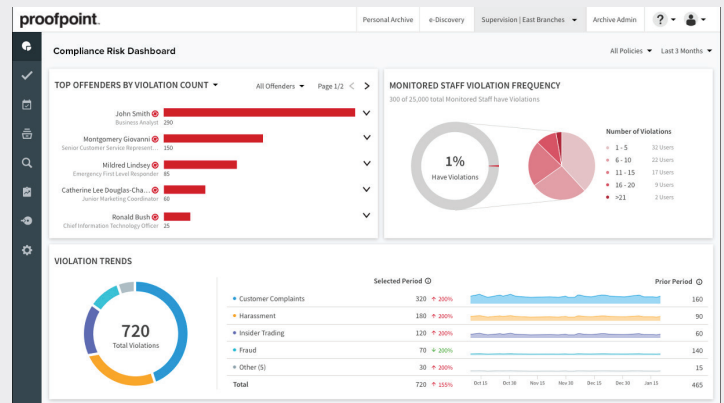 proofpoint.
Personal Archive
e-Discovery
Supervision | East Branches
Archive Admin
?
Compliance Risk Dashboard
All Policies
Last 3 Months
TOP OFFENDERS BY VIOLATION COUNT
All Offenders
Page 1/2 < >
John Smith
Business Analyst 290
Montgomery Giovanni
Senior Customer Service Represent... 150
Mildred Lindsey
Emergency First Level Responder 85
Catherine Lee Douglas-Cha...
Junior Marketing Coordinator 60
Ronald Bush
Chief Information Technology Officer 25
MONITORED STAFF VIOLATION FREQUENCY
300 of 25,000 total Monitored Staff have Violations
1%
Have Violations
Number of Violations
1 - 5 32 Users
6 - 10 22 Users
11 - 15 17 Users
16 - 20 9 Users
>21 3 Users
VIOLATION TRENDS
720
Total Violations
Selected Period
Prior Period
Customer Complaints 320 ↑ 200% 160
Harassment 180 ↑ 200% 90
Insider Trading 120 ↑ 200% 60
Fraud 70 ↓ 200% 140
Other (5) 30 ↑ 200% 15
Total 720 ↑ 155% Oct 15 Oct 30 Nov 15 Nov 30 Dec 15 Dec 30 Jan 15 465